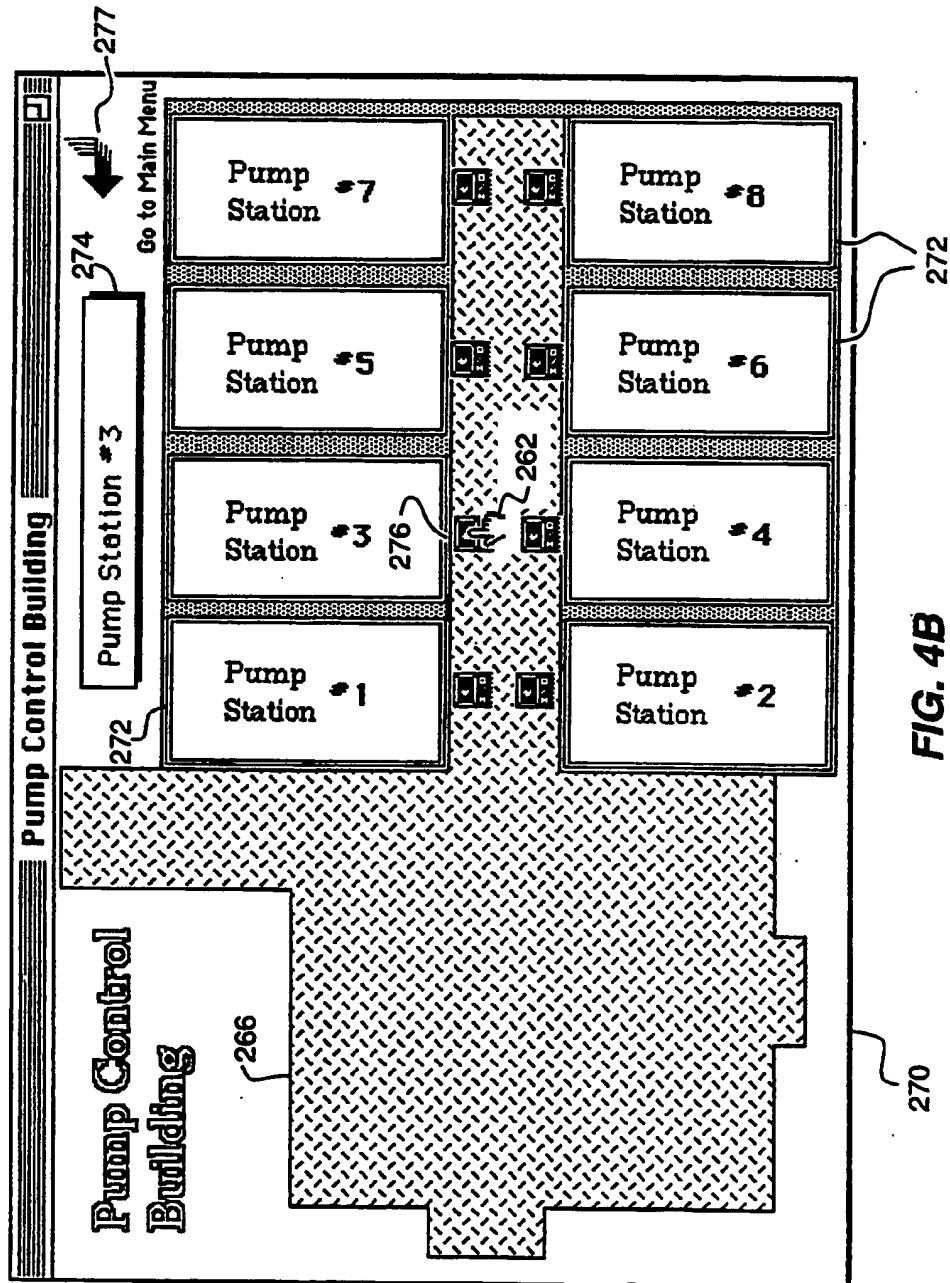 Pump Control Building
Pump Control
Building
Pump Station #3
274
277
Go to Main Menu
266
272
Pump
Station #1
Pump
Station #3
Pump
Station #5
Pump
Station #7
276
262
Pump
Station #2
Pump
Station #4
Pump
Station #6
Pump
Station #8
270
272
FIG. 4B